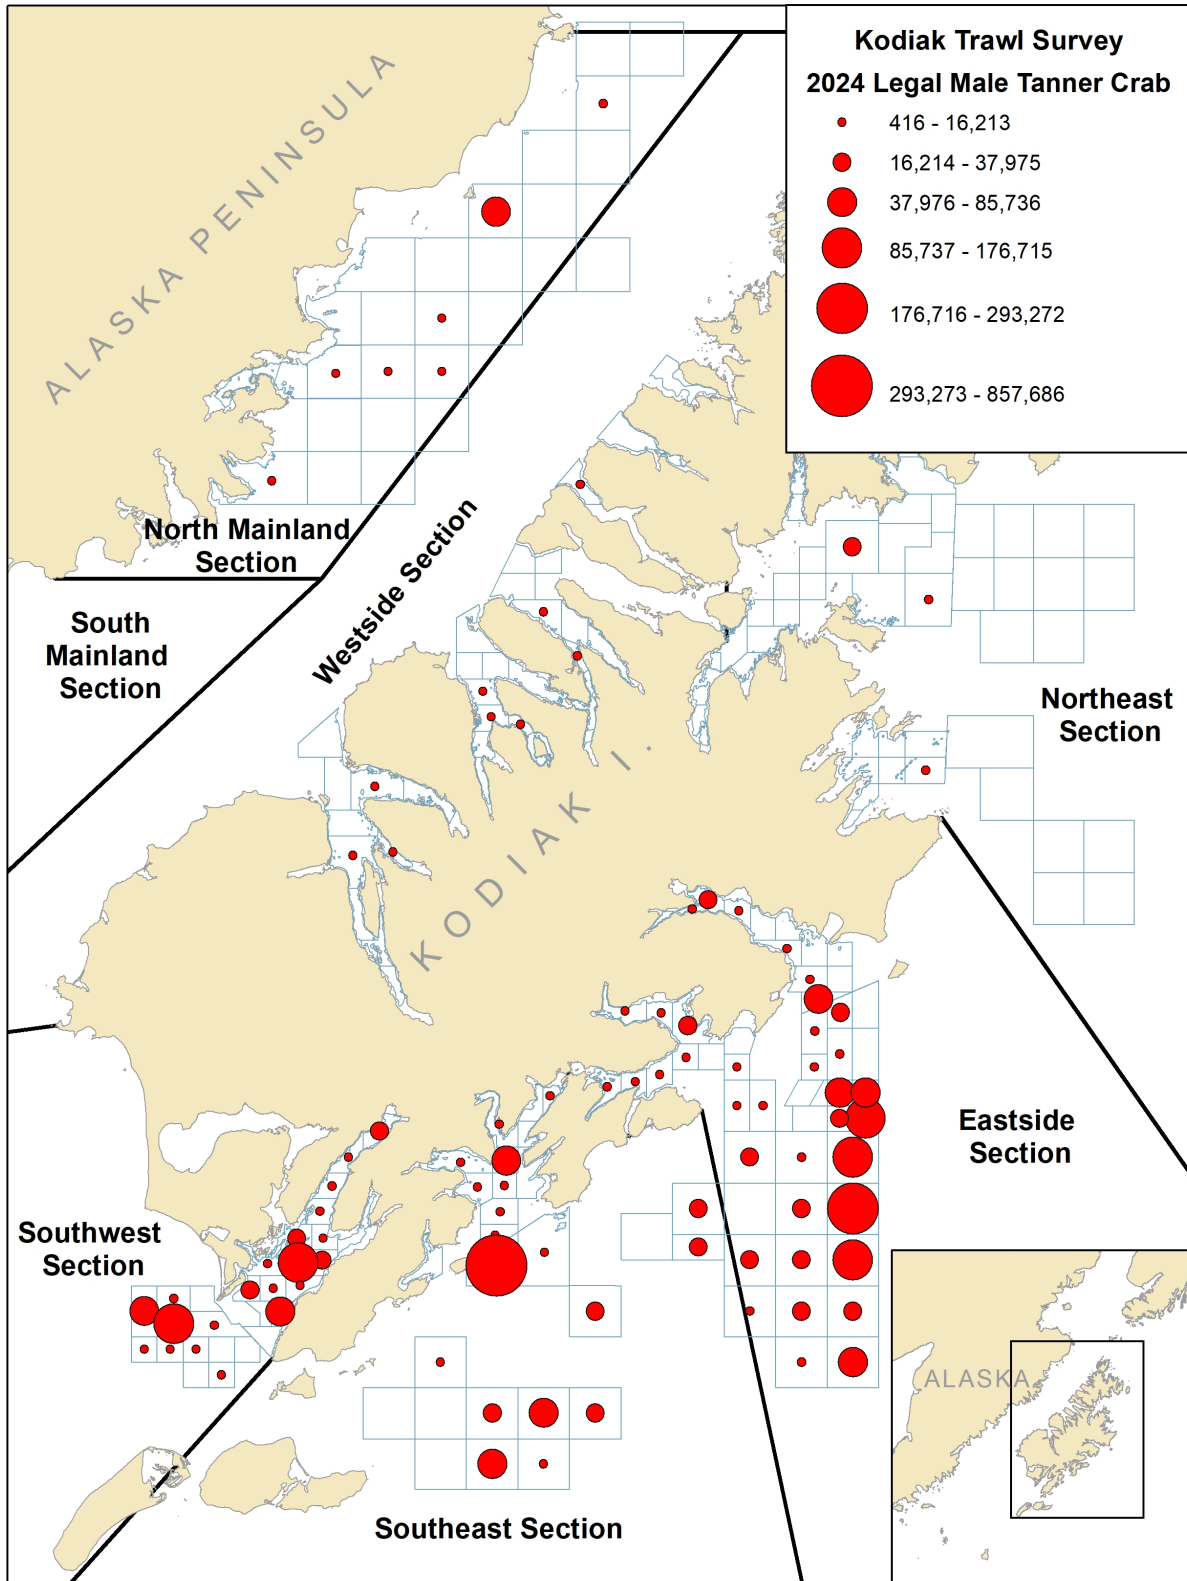 Kodiak Trawl Survey
2024 Legal Male Tanner Crab
416 - 16,213
16,214 - 37,975
37,976 - 85,736
85,737 - 176,715
176,716 - 293,272
293,273 - 857,686
ALASKA PENINSULA
North Mainland
Section
South
Mainland
Section
Westside Section
Northeast
Section
KODIAK I.
Eastside
Section
Southwest
Section
Southeast Section
ALASKA